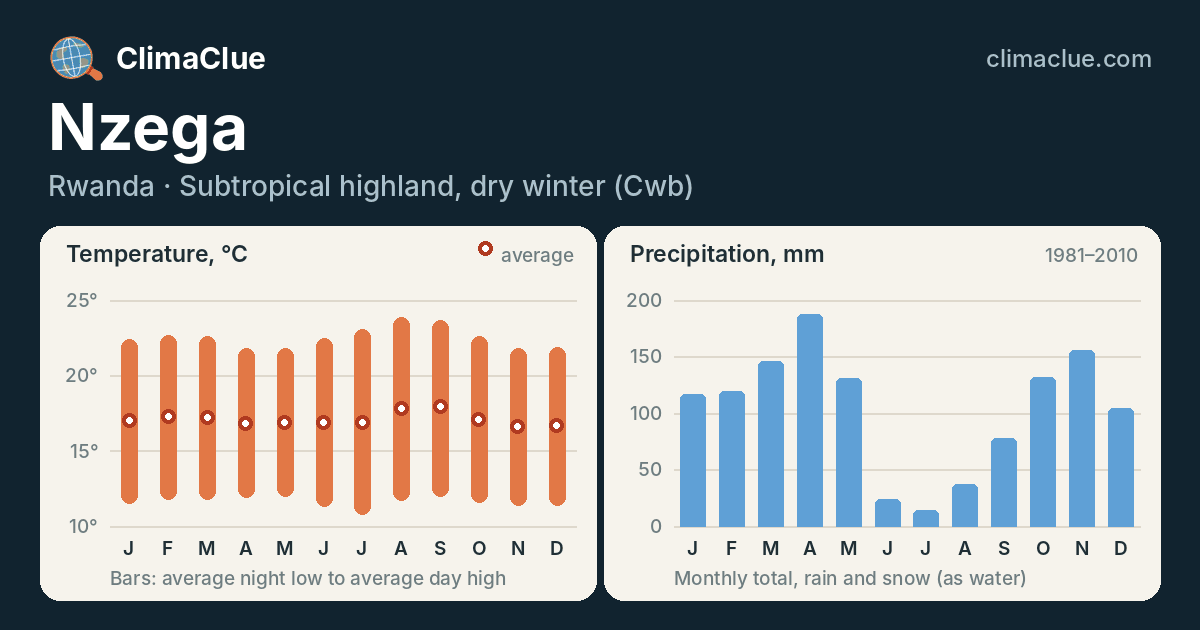 ClimaClue
climaclue.com
Nzega
Rwanda · Subtropical highland, dry winter (Cwb)
Temperature, °C
average
25°
20°
15°
10°
J F M A M J J A S O N D
Bars: average night low to average day high
Precipitation, mm
1981–2010
200
150
100
50
0
J F M A M J J A S O N D
Monthly total, rain and snow (as water)